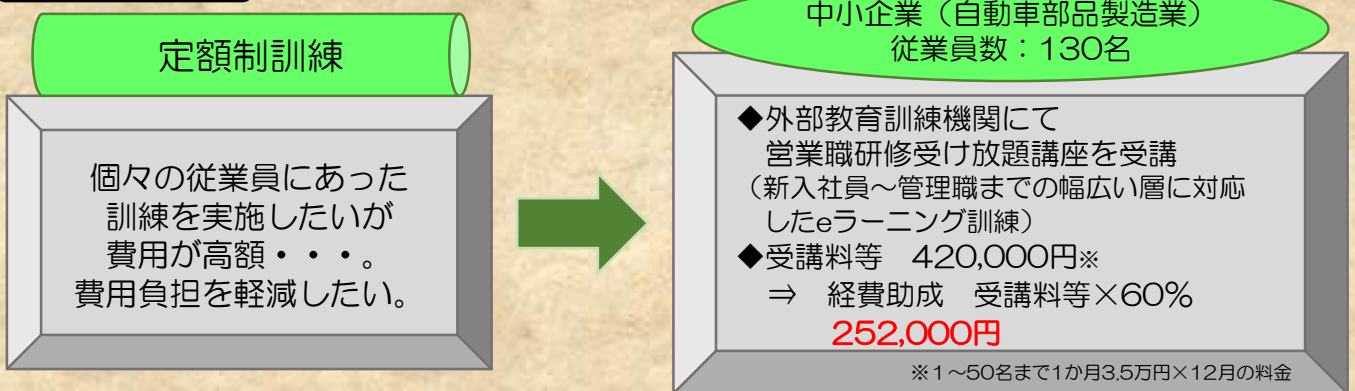 定額制訓練
個々の従業員にあった
訓練を実施したいが
費用が高額・・・。
費用負担を軽減したい。
中小企業（自動車部品製造業）
従業員数：130名
◆外部教育訓練機関にて
営業職研修受け放題講座を受講
（新入社員～管理職までの幅広い層に対応
したeラーニング訓練）
◆受講料等　420,000円※
⇒　経費助成　受講料等×60%
252,000円
※１～50名まで1か月3.5万円×12月の料金